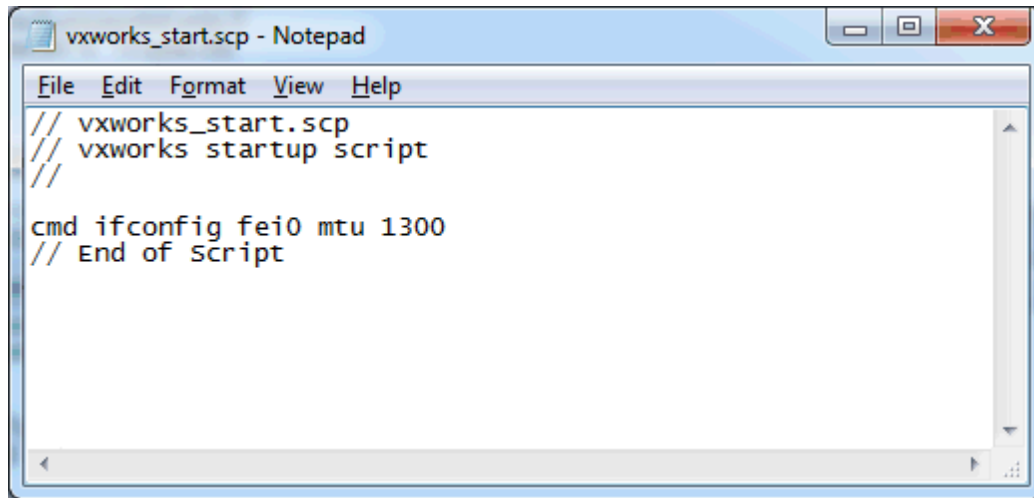 vxworks_start.scp - Notepad
File Edit Format View Help
// vxworks_start.scp
// vxworks startup script
//
cmd ifconfig fei0 mtu 1300
// End of Script